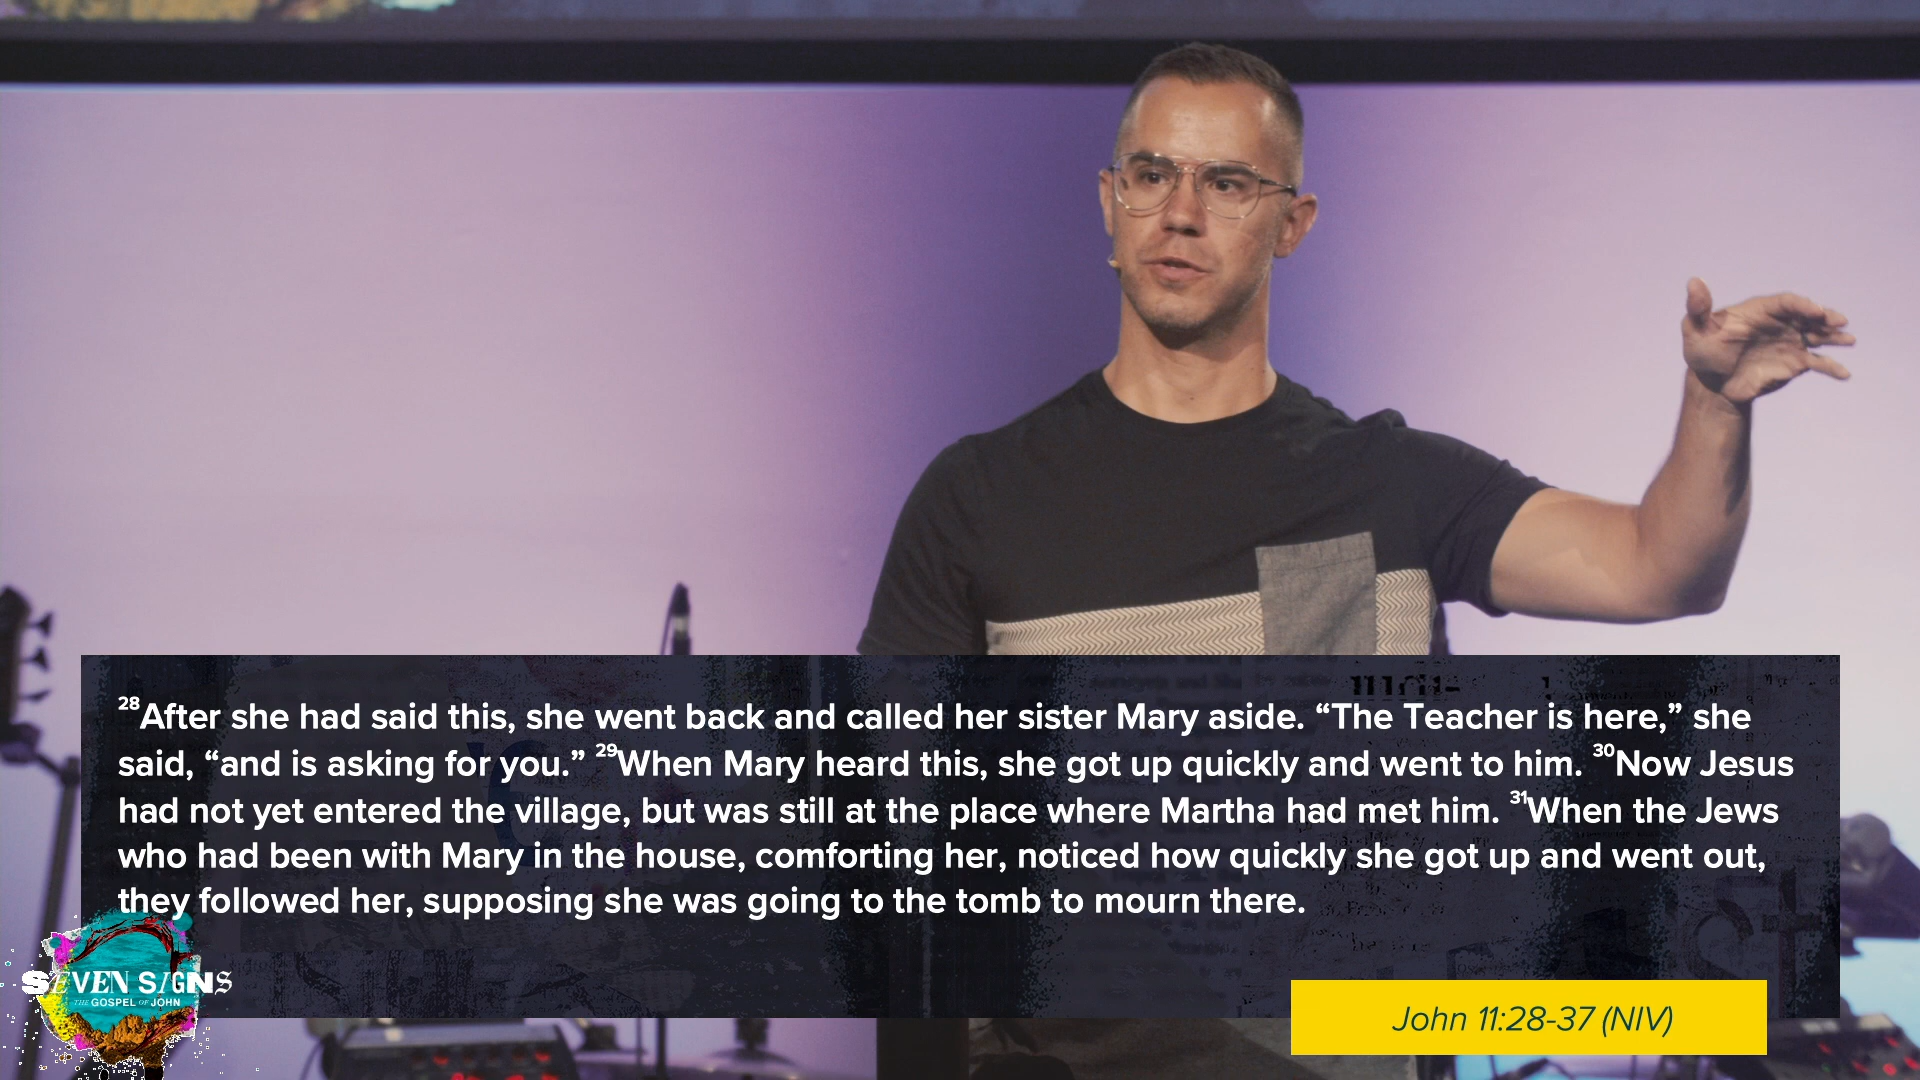 28After she had said this, she went back and called her sister Mary aside. “The Teacher is here,” she
said, “and is asking for you.” 29When Mary heard this, she got up quickly and went to him. 30Now Jesus
had not yet entered the village, but was still at the place where Martha had met him. 31When the Jews
who had been with Mary in the house, comforting her, noticed how quickly she got up and went out,
they followed her, supposing she was going to the tomb to mourn there.
SEVEN SIGNS
THE GOSPEL OF JOHN
John 11:28-37 (NIV)